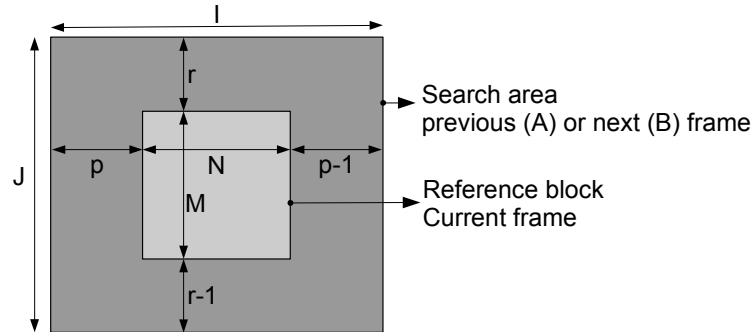 I
r
Search area
previous (A) or next (B) frame
J
p
N
p-1
M
Reference block
Current frame
r-1